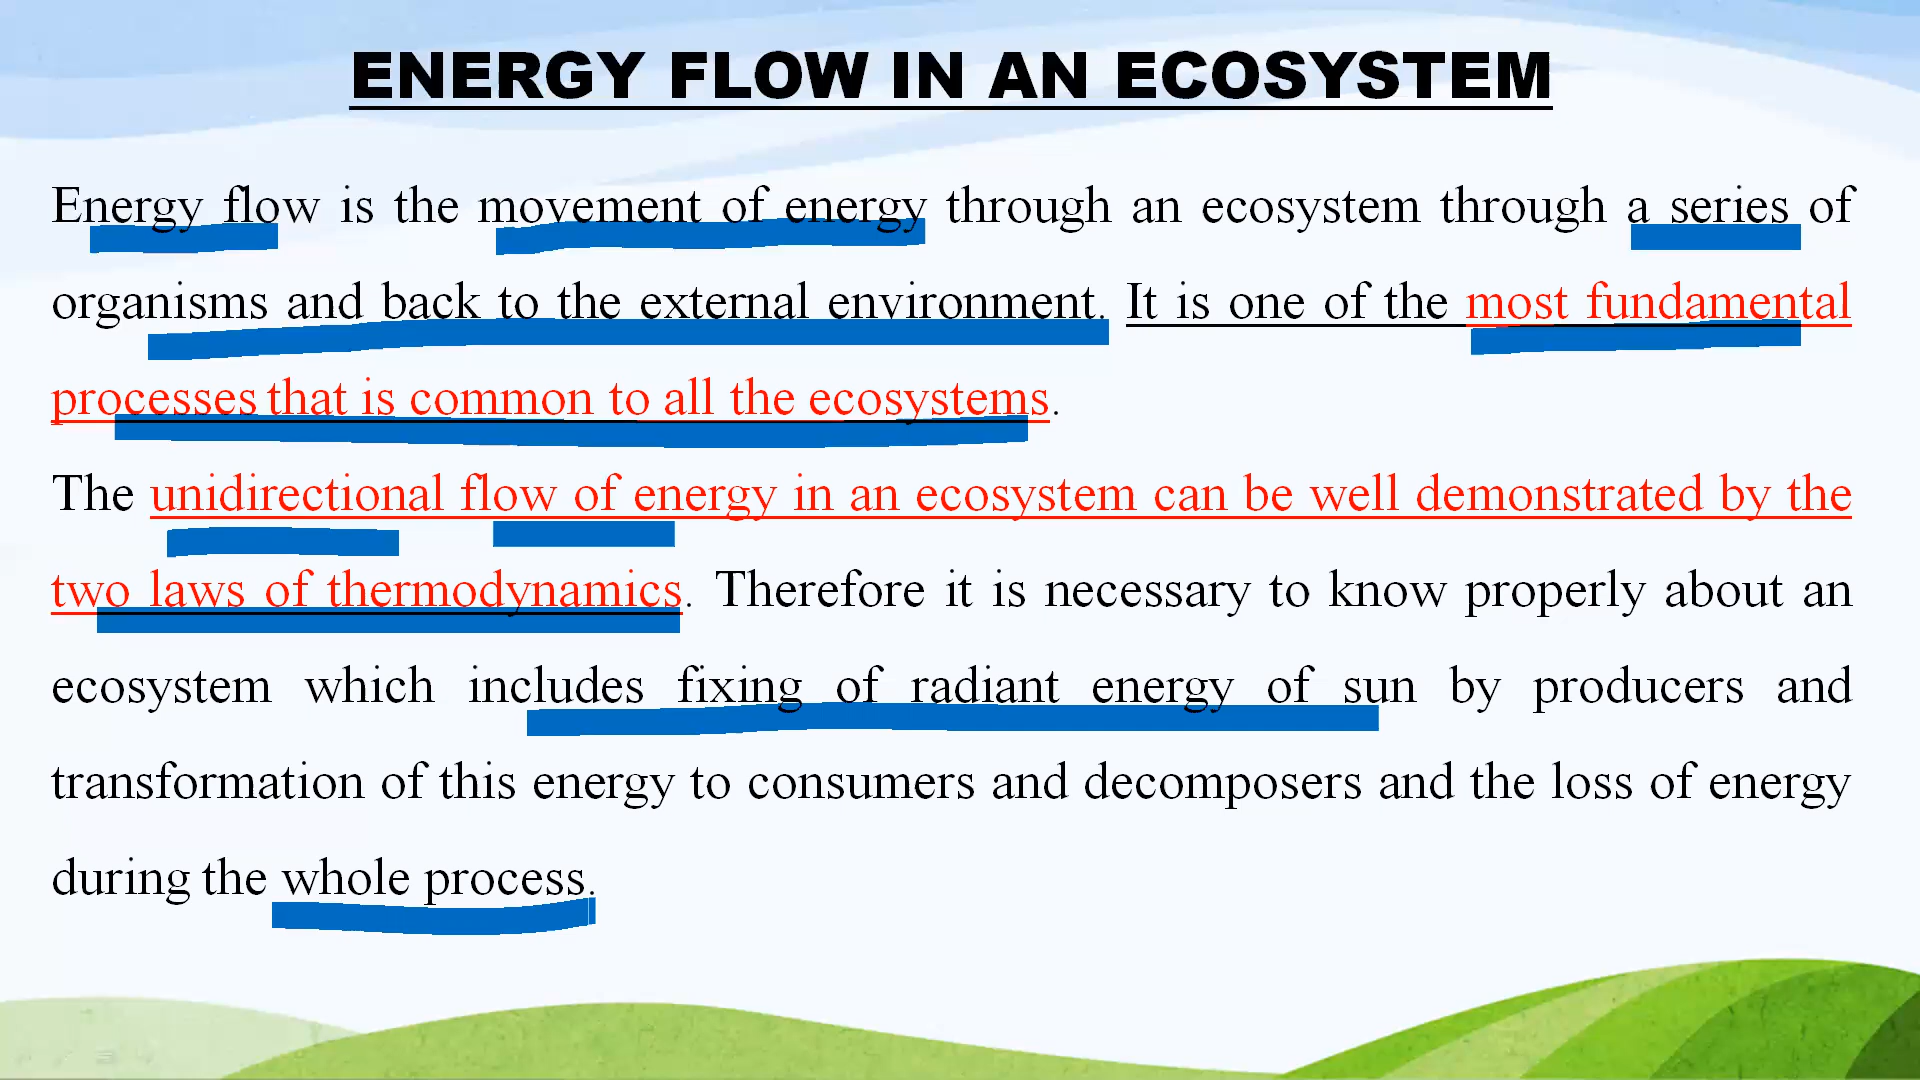 ENERGY FLOW IN AN ECOSYSTEM
Energy flow is the movement of energy through an ecosystem through a series of
organisms and back to the external environment. It is one of the most fundamental
processes that is common to all the ecosystems.
The unidirectional flow of energy in an ecosystem can be well demonstrated by the
two laws of thermodynamics. Therefore it is necessary to know properly about an
ecosystem which includes fixing of radiant energy of sun by producers and
transformation of this energy to consumers and decomposers and the loss of energy
during the whole process.